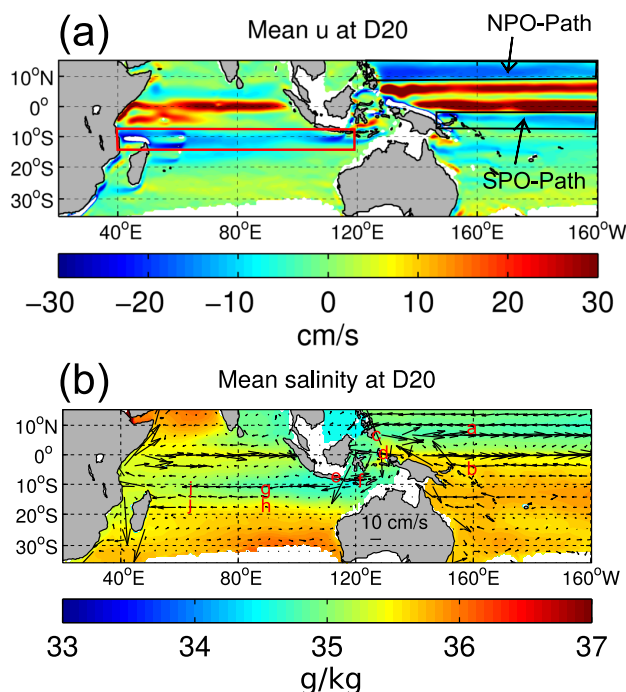 (a) Mean u at D20
NPO-Path
10°N
0°
10°S
20°S
30°S
SPO-Path
40°E 80°E 120°E 160°E 160°W
−30 −20 −10 0 10 20 30
cm/s
(b) Mean salinity at D20
10°N
0°
10°S
20°S
30°S
a
c
d
b
e
f
i g
j h
10 cm/s
40°E 80°E 120°E 160°E 160°W
33 34 35 36 37
g/kg